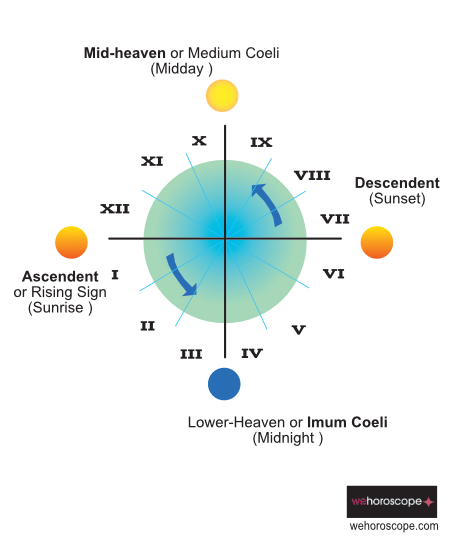 Mid-heaven or Medium Coeli
(Midday )
X
IX
XI
VIII
Descendent
(Sunset)
XII
VII
Ascendent
or Rising Sign
(Sunrise )
I
VI
II
V
III
IV
Lower-Heaven or Imum Coeli
(Midnight )
wehoroscope
wehoroscope.com